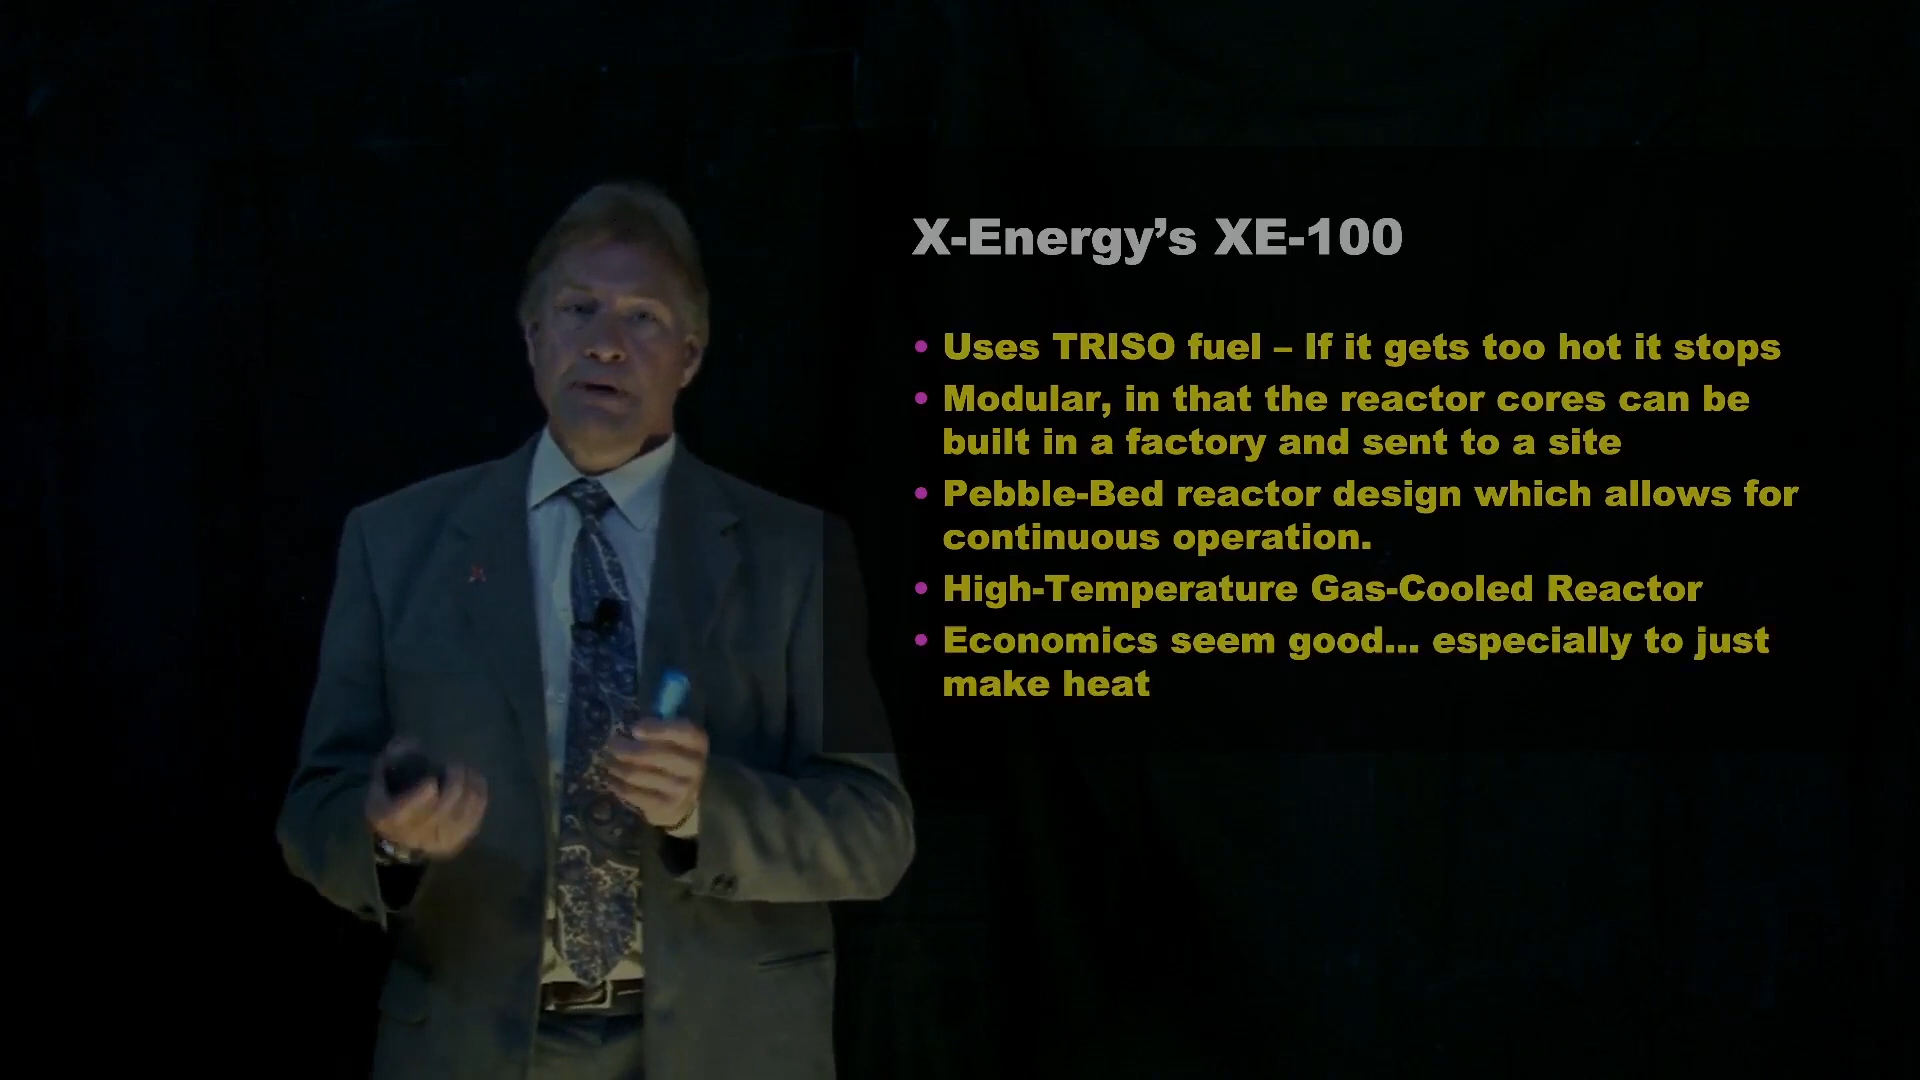 X-Energy’s XE-100
• Uses TRISO fuel – If it gets too hot it stops
• Modular, in that the reactor cores can be
built in a factory and sent to a site
• Pebble-Bed reactor design which allows for
continuous operation.
• High-Temperature Gas-Cooled Reactor
• Economics seem good... especially to just
make heat